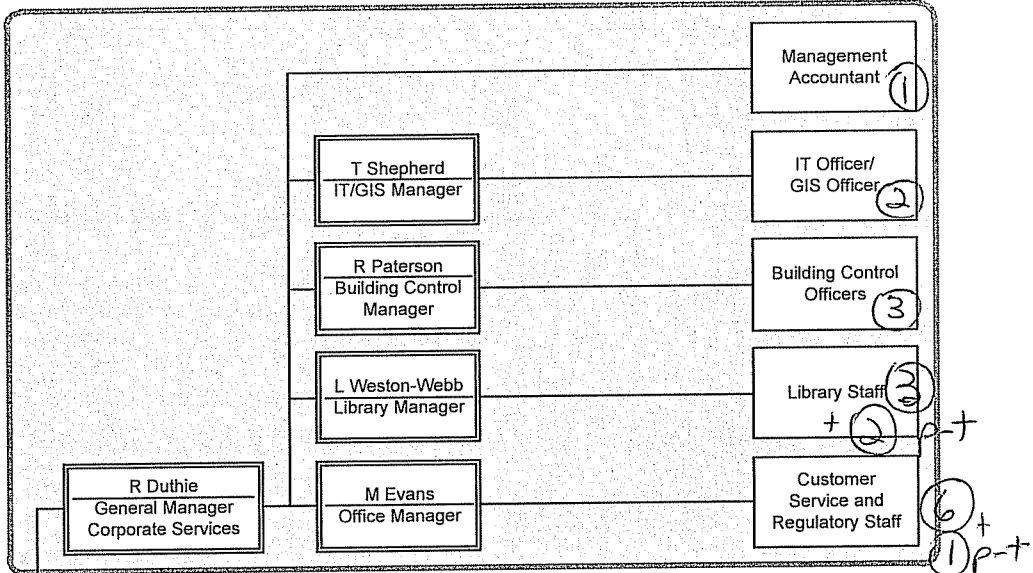 Management
Accountant
1
T Shepherd
IT/GIS Manager
IT Officer/
GIS Officer
2
R Paterson
Building Control
Manager
Building Control
Officers
3
L Weston-Webb
Library Manager
Library Staff
3
+ 2 p-t
R Duthie
General Manager
Corporate Services
M Evans
Office Manager
Customer
Service and
Regulatory Staff
6
+
1 p-t